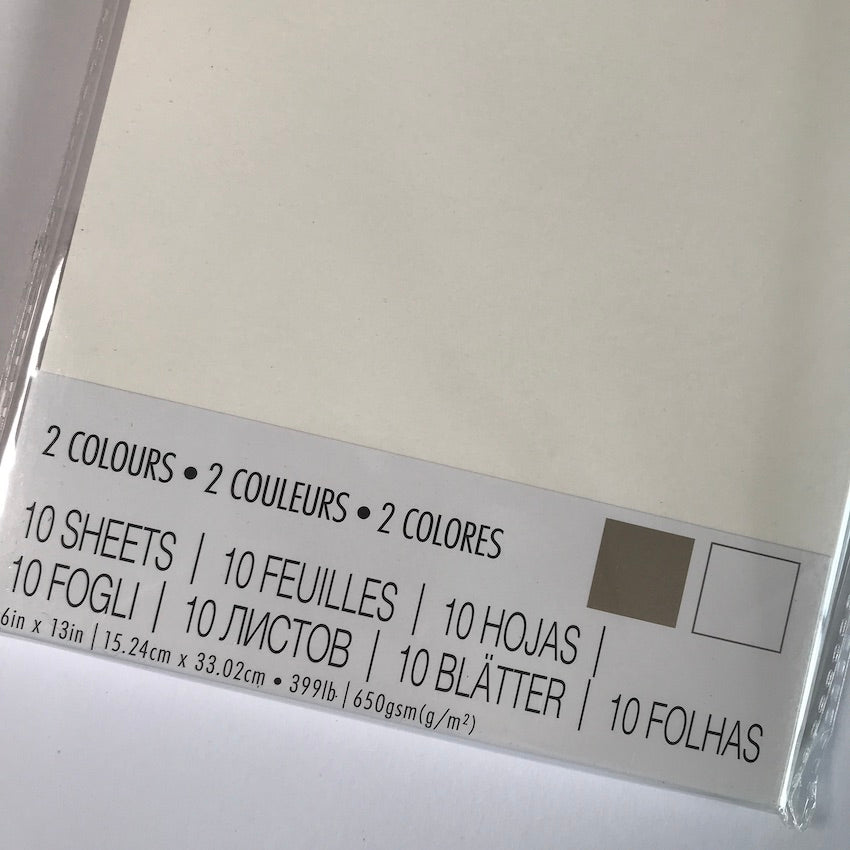 2 COLOURS • 2 COULEURS • 2 COLORES
10 SHEETS | 10 FEUILLES | 10 HOJAS |
10 FOGLI | 10 ЛИСТОВ | 10 BLÄTTER | 10 FOLHAS
6in x 13in | 15.24cm x 33.02cm • 399lb | 650gsm(g/m²)